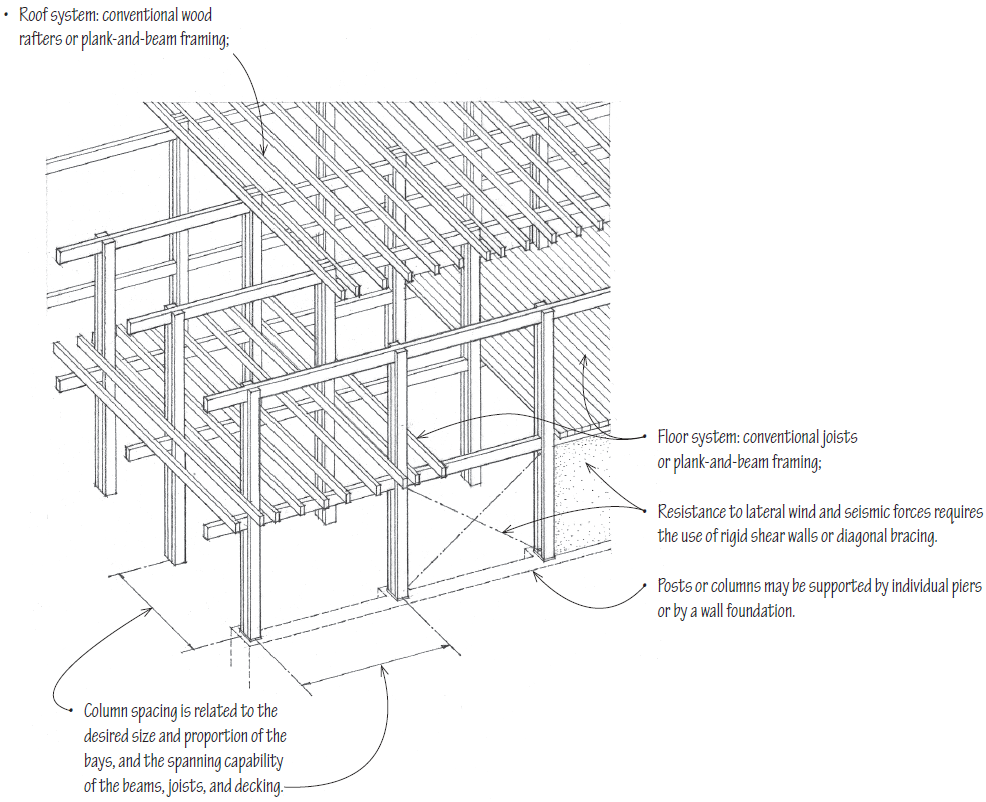 • Roof system: conventional wood
rafters or plank-and-beam framing;
• Floor system: conventional joists
or plank-and-beam framing;
• Resistance to lateral wind and seismic forces requires
the use of rigid shear walls or diagonal bracing.
• Posts or columns may be supported by individual piers
or by a wall foundation.
• Column spacing is related to the
desired size and proportion of the
bays, and the spanning capability
of the beams, joists, and decking.